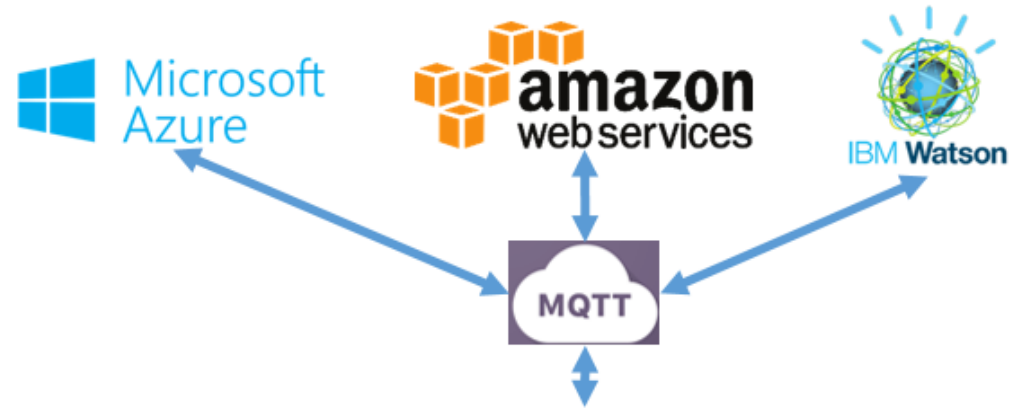 Microsoft
Azure
amazon
web services
IBM Watson
MQTT